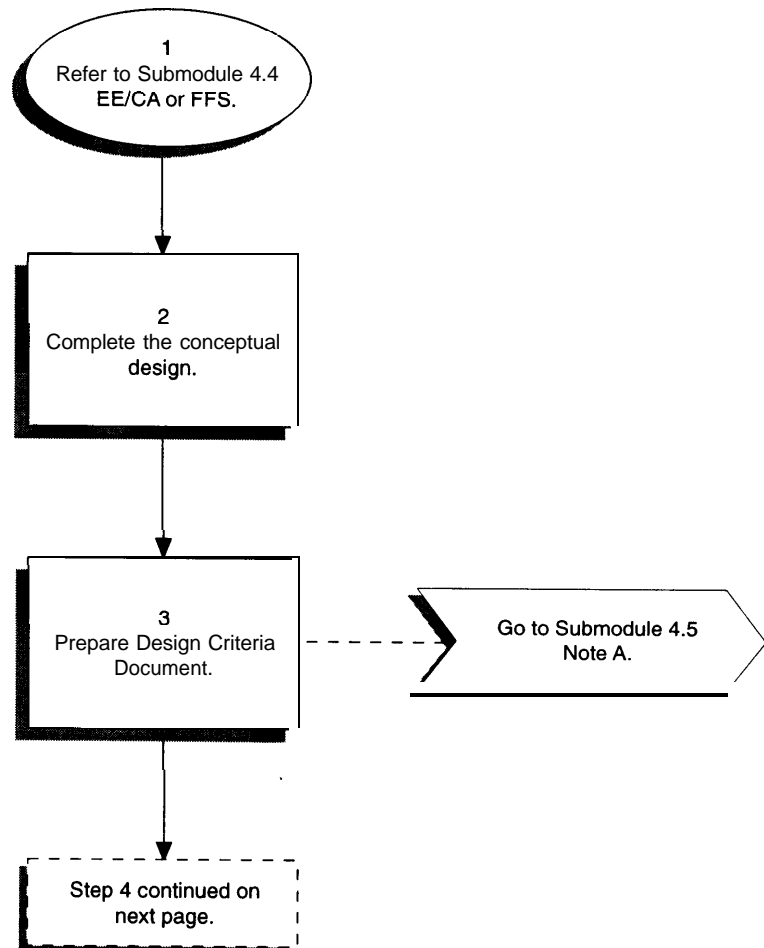 1
Refer to Submodule 4.4
EE/CA or FFS.
2
Complete the conceptual
design.
3
Prepare Design Criteria
Document.
Go to Submodule 4.5
Note A.
Step 4 continued on
next page.